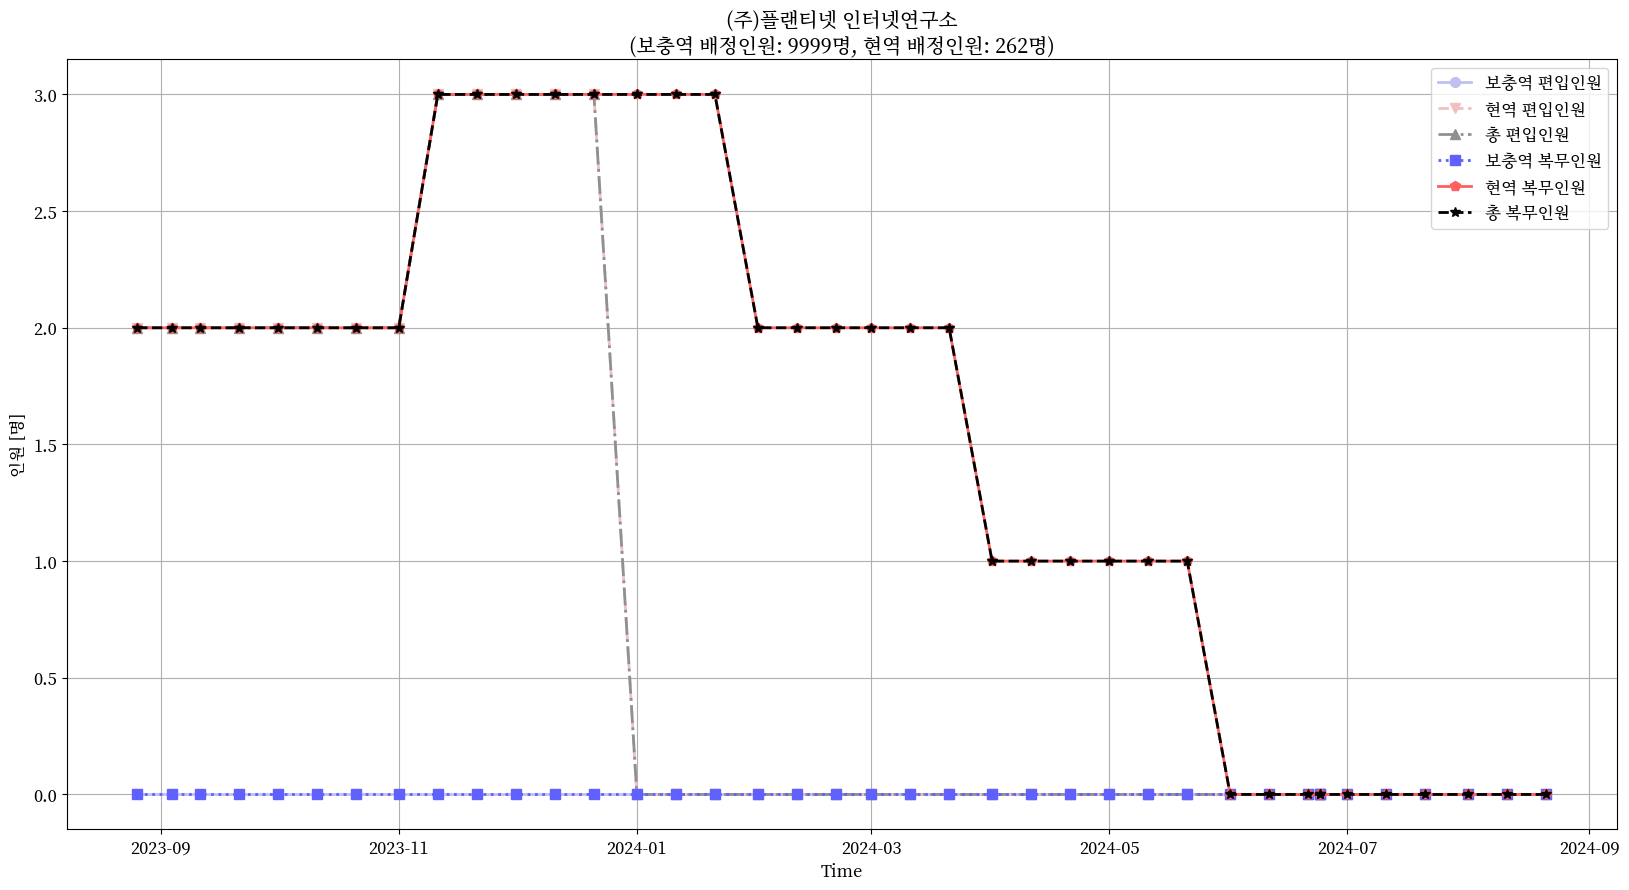 (주)플랜티넷 인터넷연구소
(보충역 배정인원: 9999명, 현역 배정인원: 262명)
보충역 편입인원
현역 편입인원
총 편입인원
보충역 복무인원
현역 복무인원
총 복무인원
인원 [명]
3.0
2.5
2.0
1.5
1.0
0.5
0.0
2023-09
2023-11
2024-01
2024-03
2024-05
2024-07
2024-09
Time